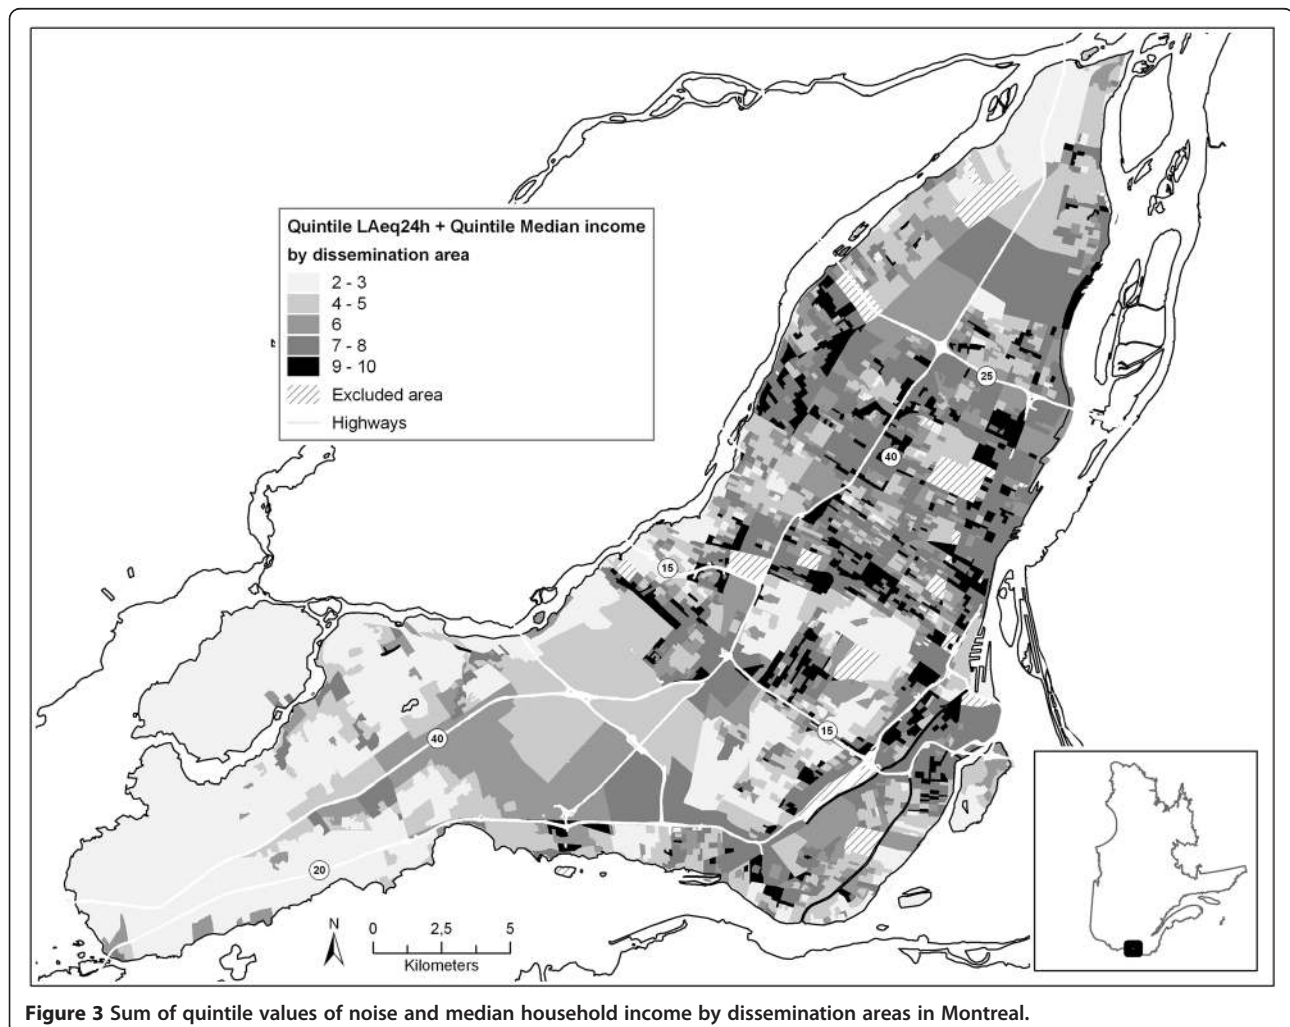 Quintile LAeq24h + Quintile Median income
by dissemination area
2 - 3
4 - 5
6
7 - 8
9 - 10
Excluded area
Highways
25
40
15
15
40
20
N
0 2,5 5
Kilometers
Figure 3 Sum of quintile values of noise and median household income by dissemination areas in Montreal.